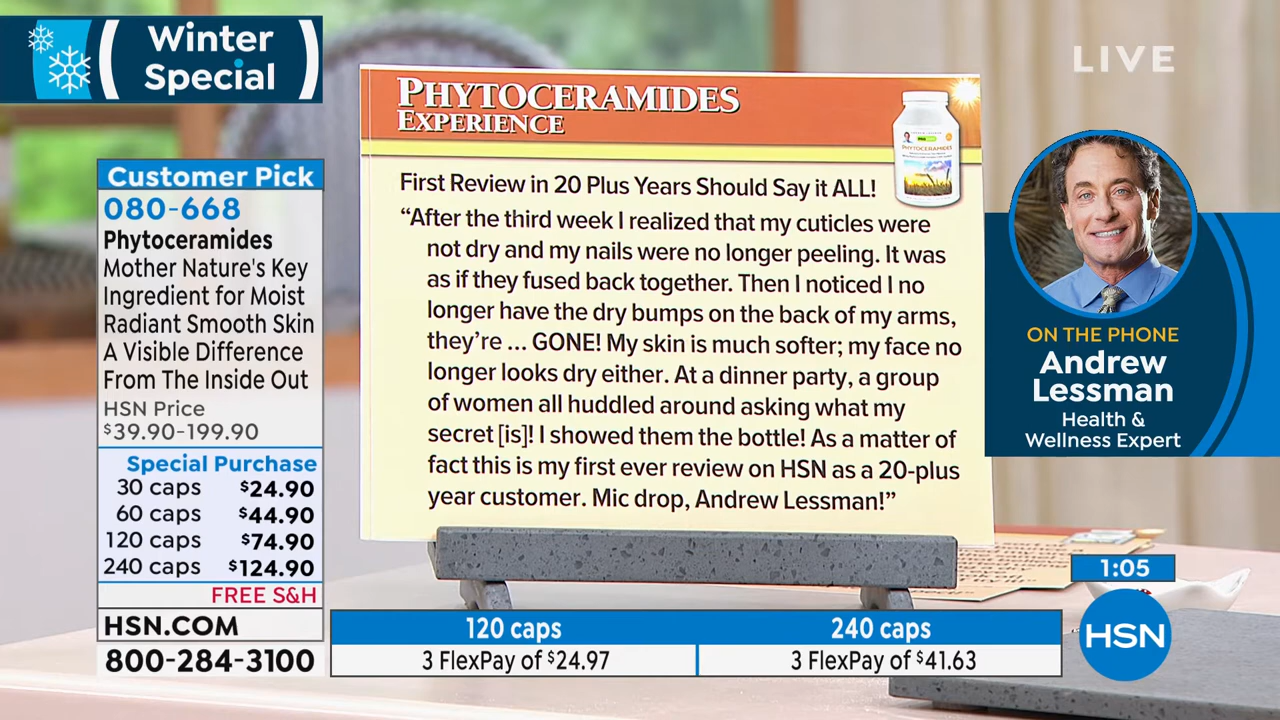 Winter
Special
LIVE
Customer Pick
080-668
Phytoceramides
Mother Nature's Key
Ingredient for Moist
Radiant Smooth Skin
A Visible Difference
From The Inside Out
HSN Price
$39.90-199.90
Special Purchase
30 caps $24.90
60 caps $44.90
120 caps $74.90
240 caps $124.90
FREE S&H
HSN.COM
800-284-3100
PHYTOCERAMIDES
EXPERIENCE
PHYTOCERAMIDES
First Review in 20 Plus Years Should Say it ALL!
“After the third week I realized that my cuticles were
not dry and my nails were no longer peeling. It was
as if they fused back together. Then I noticed I no
longer have the dry bumps on the back of my arms,
they're ... GONE! My skin is much softer; my face no
longer looks dry either. At a dinner party, a group
of women all huddled around asking what my
secret [is]! I showed them the bottle! As a matter of
fact this is my first ever review on HSN as a 20-plus
year customer. Mic drop, Andrew Lessman!”
ON THE PHONE
Andrew
Lessman
Health &
Wellness Expert
1:05
HSN
120 caps 240 caps
3 FlexPay of $24.97 3 FlexPay of $41.63